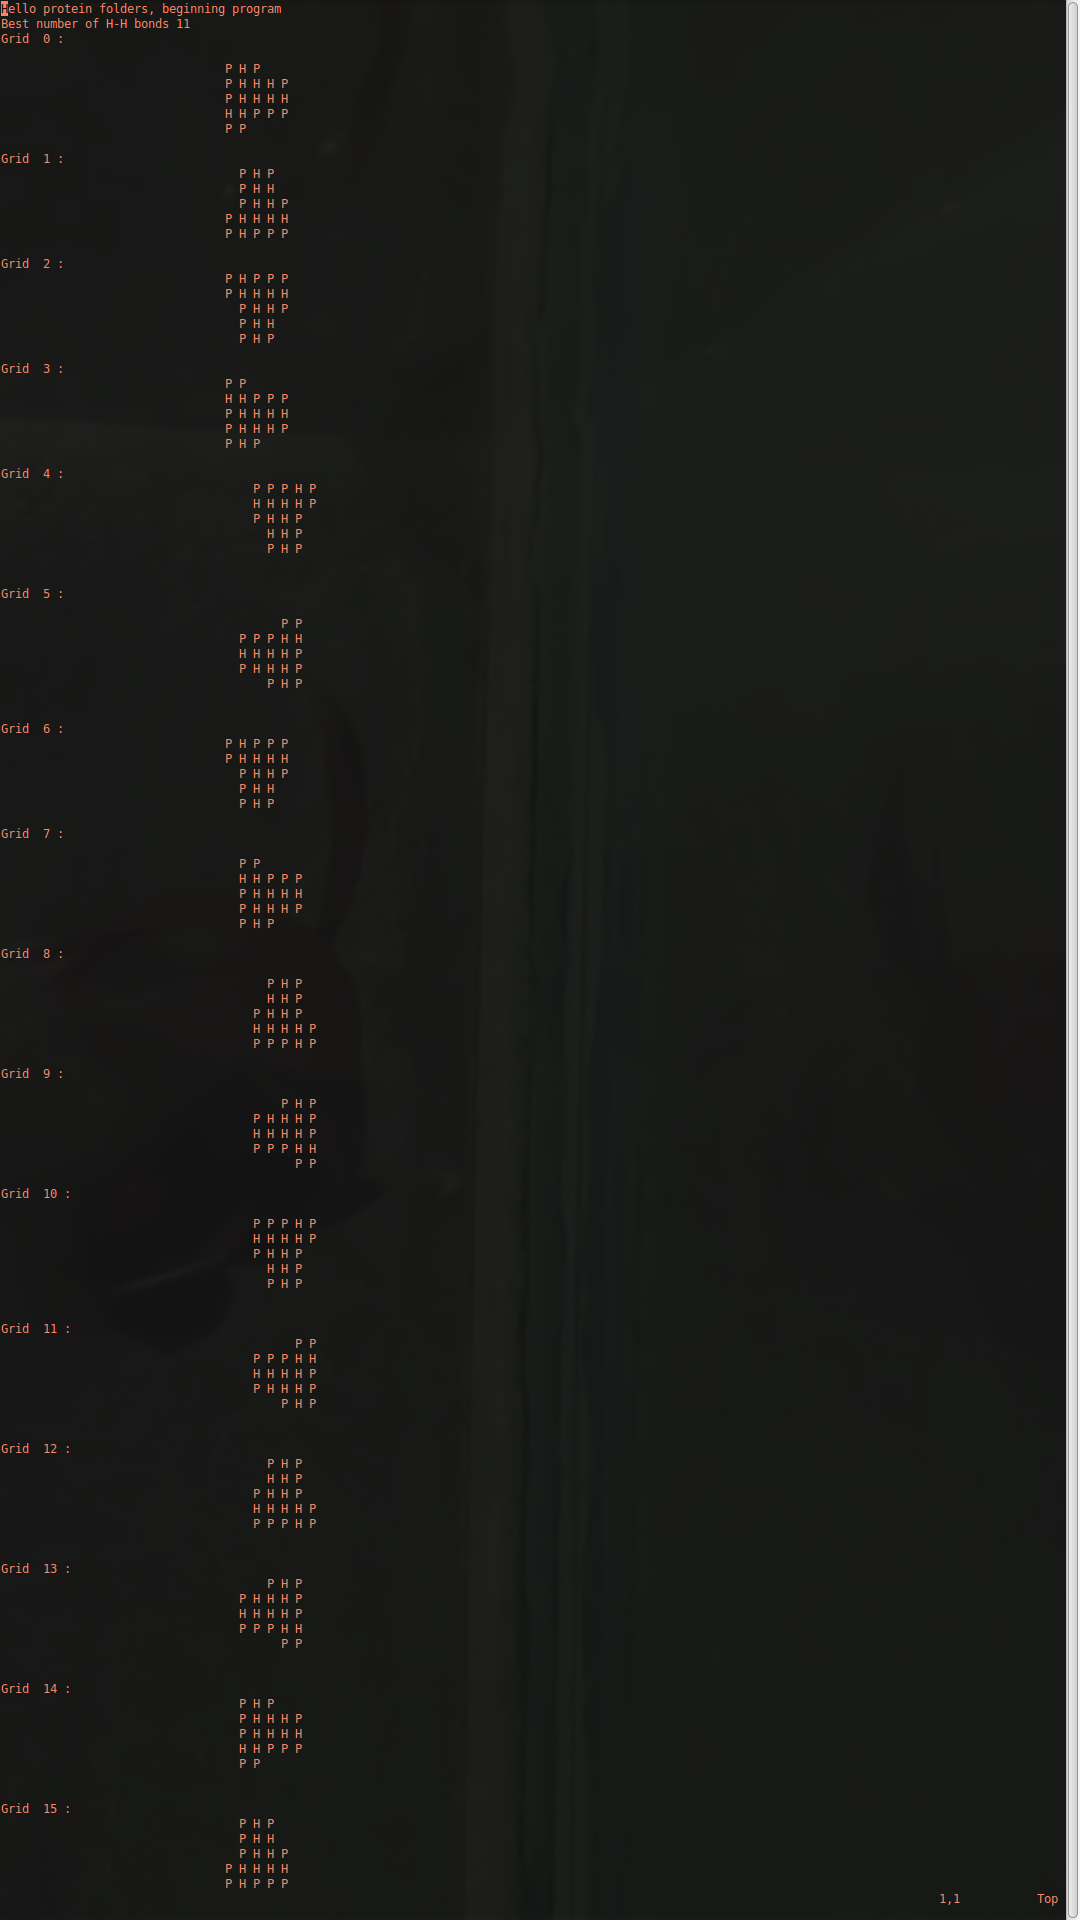 Hello protein folders, beginning program
Best number of H-H bonds 11
Grid 0 :
P H P
P H H H P
P H H H H
H H P P P
P P
Grid 1 :
P H P
P H H
P H H P
P H H H H
P H P P P
Grid 2 :
P H P P P
P H H H H
P H H P
P H H
P H P
Grid 3 :
P P
H H P P P
P H H H H
P H H H P
P H P
Grid 4 :
P P P H P
H H H H P
P H H P
H H P
P H P
Grid 5 :
P P
P P P H H
H H H H P
P H H H P
P H P
Grid 6 :
P H P P P
P H H H H
P H H P
P H H
P H P
Grid 7 :
P P
H H P P P
P H H H H
P H H H P
P H P
Grid 8 :
P H P
H H P
P H H P
H H H H P
P P P H P
Grid 9 :
P H P
P H H H P
H H H H P
P P P H H
P P
Grid 10 :
P P P H P
H H H H P
P H H P
H H P
P H P
Grid 11 :
P P
P P P H H
H H H H P
P H H H P
P H P
Grid 12 :
P H P
H H P
P H H P
H H H H P
P P P H P
Grid 13 :
P H P
P H H H P
H H H H P
P P P H H
P P
Grid 14 :
P H P
P H H H P
P H H H H
H H P P P
P P
Grid 15 :
P H P
P H H
P H H P
P H H H H
P H P P P
1,1 Top